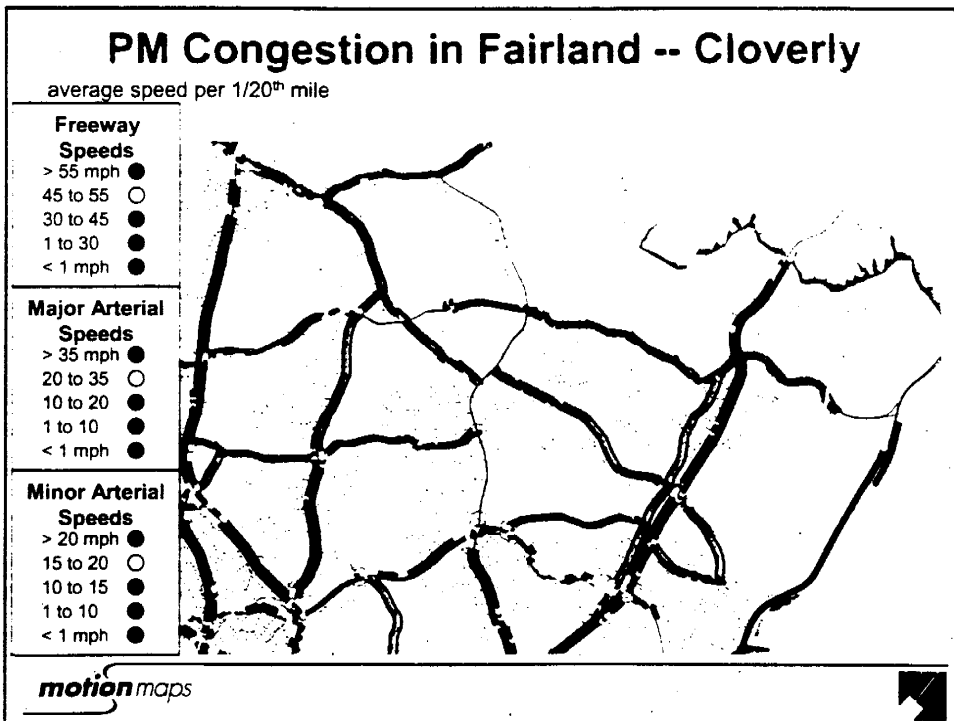 PM Congestion in Fairland -- Cloverly
average speed per 1/20th mile
Freeway
Speeds
> 55 mph
45 to 55
30 to 45
1 to 30
< 1 mph
Major Arterial
Speeds
> 35 mph
20 to 35
10 to 20
1 to 10
< 1 mph
Minor Arterial
Speeds
> 20 mph
15 to 20
10 to 15
1 to 10
< 1 mph
motionmaps